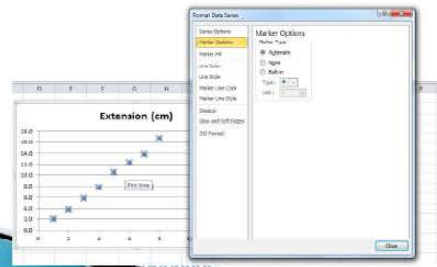 Format Data Series
Series Options
Marker Options
Marker Fill
Line Color
Line Style
Marker Line Color
Marker Line Style
Shadow
Glow and Soft Edges
3-D Format
Marker Options
Marker Type
Automatic
None
Built-in
Type:
Size:
Close
D E F G H
Extension (cm)
18.0
16.0
14.0
12.0
10.0
8.0
6.0
4.0
2.0
0.0
Plot Area
0 2 4 6 8